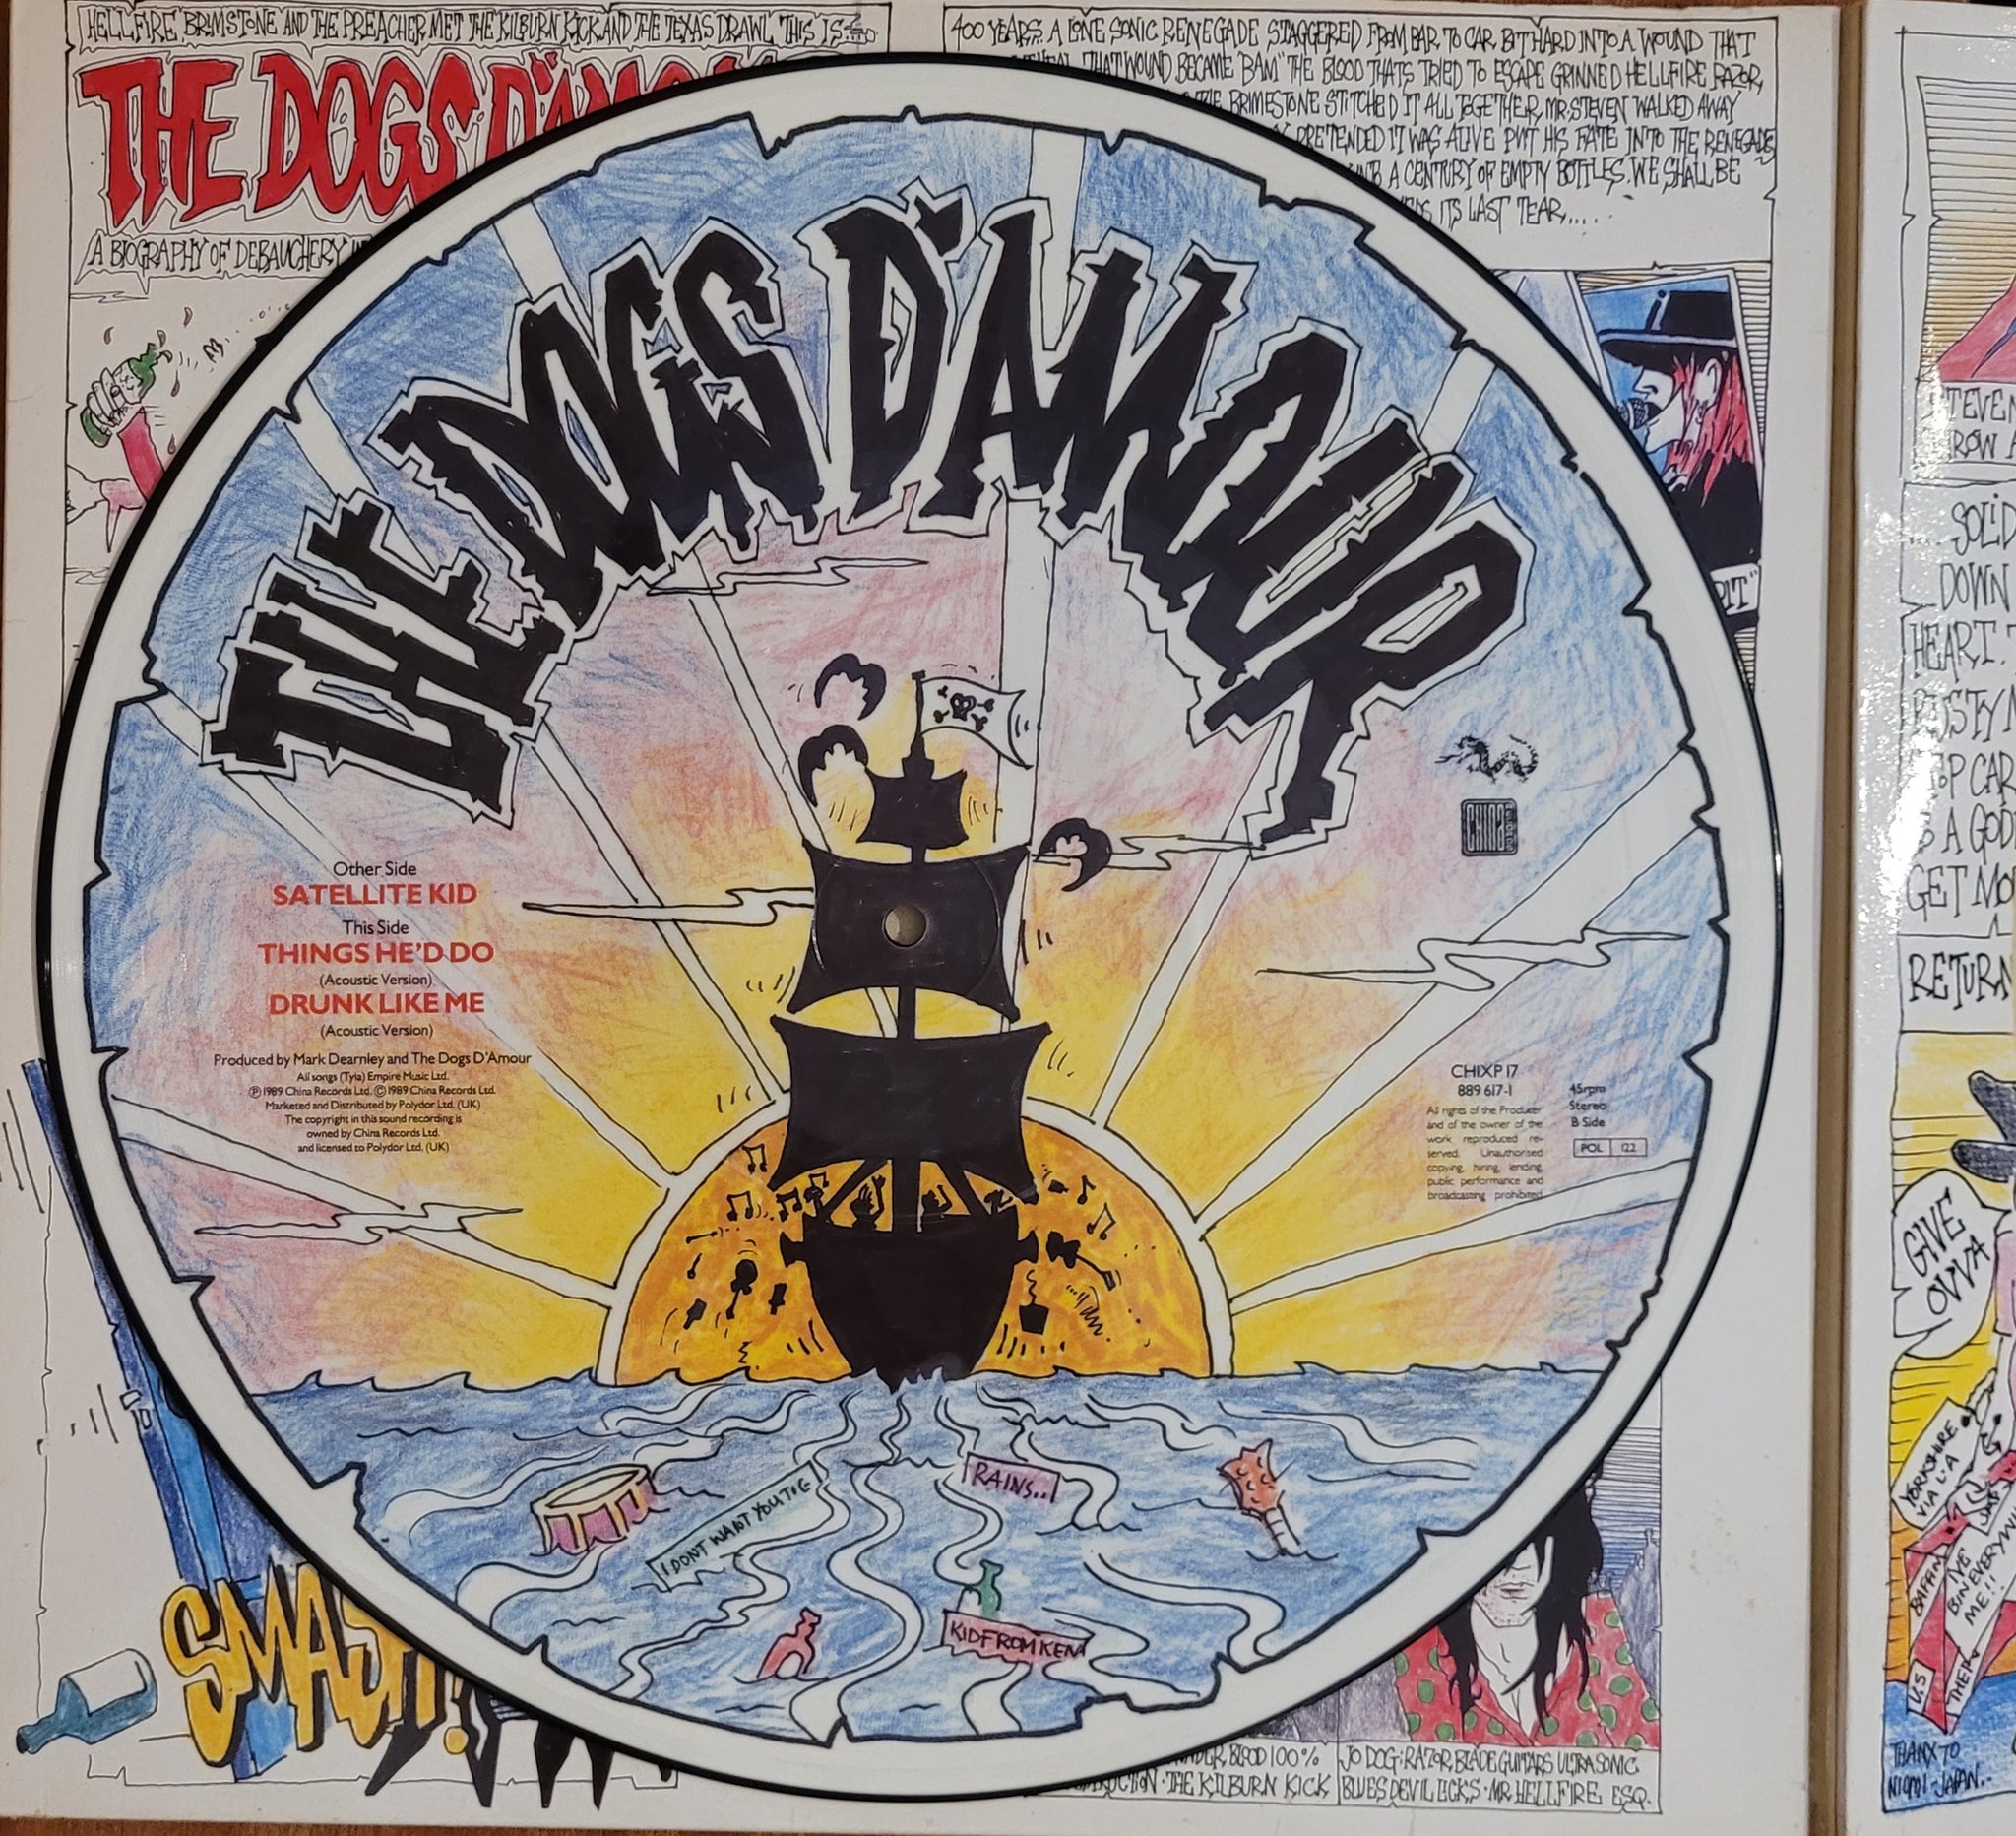 HELLFIRE BRIMSTONE AND THE PREACHER MET THE KILBURN KICK AND THE TEXAS DRAWL THIS IS
THE DOGS D'AMOU
A BIOGRAPHY OF DEBAUCHERY
400 YEARS. A LONE SONIC RENEGADE STAGGERED FROM BAR TO CAR. BIT HARD INTO A WOUND THAT
THAT WOUND BECAME "BAM" THE BLOOD THATS TRIED TO ESCAPE GRINNED HELLFIRE RAZOR,
THE BRIMESTONE STITCHED IT ALL TOGETHER, MR. STEVEN WALKED AWAY
PRETENDED IT WAS ALIVE PUT HIS FATE INTO THE RENEGADE
A CENTURY OF EMPTY BOTTLES. WE SHALL BE
ITS LAST TEAR,....
THE DOGS D'AMOUR
Other Side
SATELLITE KID
This Side
THINGS HE'D DO
(Acoustic Version)
DRUNK LIKE ME
(Acoustic Version)
Produced by Mark Dearnley and The Dogs D'Amour
All songs (Tyla) Empire Music Ltd.
Ⓟ 1989 China Records Ltd. Ⓒ 1989 China Records Ltd.
Marketed and Distributed by Polydor Ltd. (UK)
The copyright in this sound recording is
owned by China Records Ltd.
and licensed to Polydor Ltd. (UK)
CHINA
CHIXP 17
889 617-1
All rights of the Producer
and of the owner of the
work reproduced re-
served. Unauthorised
copying, hiring, lending,
public performance and
broadcasting prohibited
45rpm
Stereo
B Side
POL 122
I DONT WANT YOU TO G
RAINS..
KID FROM KEN
SMASH!
BLOOD 100%
THE KILBURN KICK
JO DOG: RAZOR BLADE GUITARS ULTRA SONIC
BLUES DEVIL LICKS · MR HELLFIRE ESQ.
TEVEN
ROW
SOLID
DOWN
HEART.
GET MO
RETURN
GIVE
OVVA
YORKSHIRE
VIA L.A
I'VE
BIN EVERYW
ME!!
U.S
THANX TO
NIOMI - JAPAN..